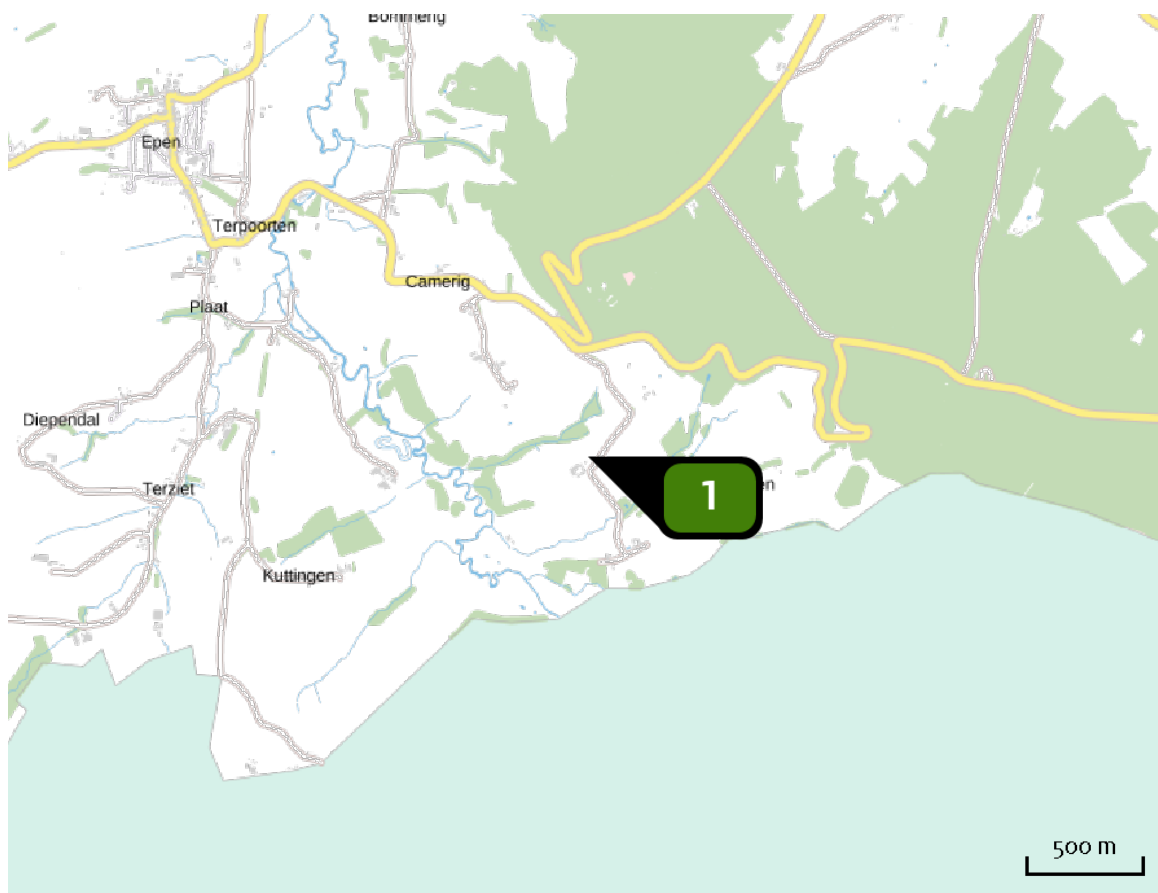 Epen
Terpoorten
Camerig
Plaat
Diependal
1
Terziet
Kuttingen
500 m